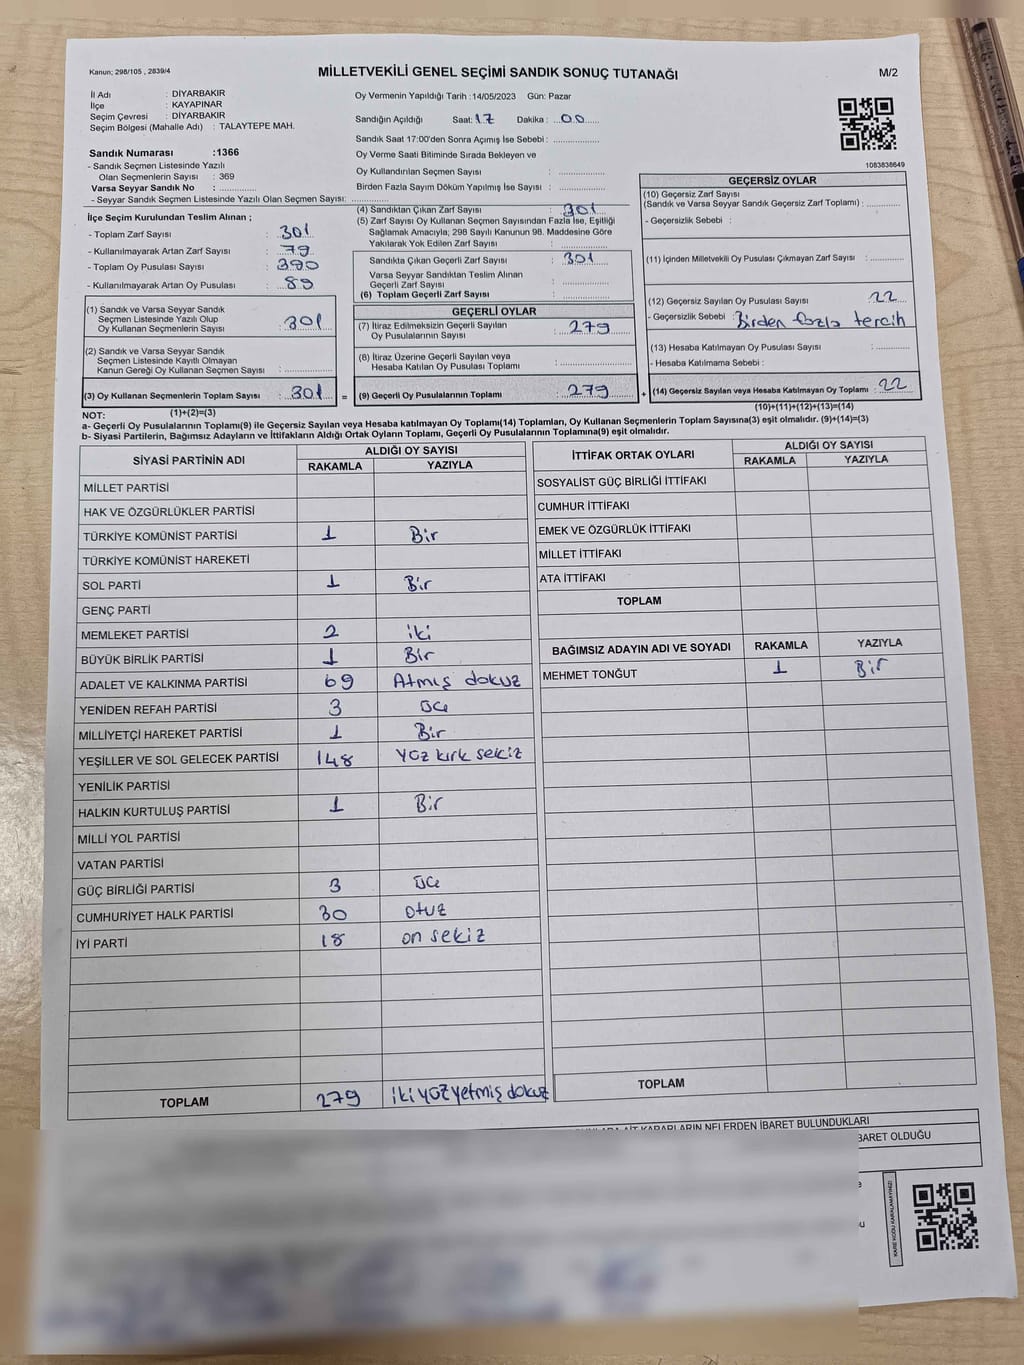 Kanun; 298/105 , 2839/4
MİLLETVEKİLİ GENEL SEÇİMİ SANDIK SONUÇ TUTANAĞI
M/2
İl Adı : DİYARBAKIR
İlçe : KAYAPINAR
Seçim Çevresi : DİYARBAKIR
Seçim Bölgesi (Mahalle Adı) : TALAYTEPE MAH.
Sandık Numarası :1366
- Sandık Seçmen Listesinde Yazılı
Olan Seçmenlerin Sayısı : 369
Varsa Seyyar Sandık No : ..............
- Seyyar Sandık Seçmen Listesinde Yazılı Olan Seçmen Sayısı: ..............
İlçe Seçim Kurulundan Teslim Alınan ;
- Toplam Zarf Sayısı : 301
- Kullanılmayarak Artan Zarf Sayısı : 79
- Toplam Oy Pusulası Sayısı : 390
- Kullanılmayarak Artan Oy Pusulası : 89
(1) Sandık ve Varsa Seyyar Sandık
Seçmen Listesinde Yazılı Olup
Oy Kullanan Seçmenlerin Sayısı : 301
(2) Sandık ve Varsa Seyyar Sandık
Seçmen Listesinde Kayıtlı Olmayan
Kanun Gereği Oy Kullanan Seçmen Sayısı : ..............
(3) Oy Kullanan Seçmenlerin Toplam Sayısı : 301 =
(1)+(2)=(3)
Oy Vermenin Yapıldığı Tarih :14/05/2023 Gün: Pazar
Sandığın Açıldığı Saat: 17 Dakika : 00
Sandık Saat 17:00'den Sonra Açımış İse Sebebi : ..............
Oy Verme Saati Bitiminde Sırada Bekleyen ve
Oy Kullandırılan Seçmen Sayısı : ..............
Birden Fazla Sayım Döküm Yapılmış İse Sayısı : ..............
(4) Sandıktan Çıkan Zarf Sayısı : 301
(5) Zarf Sayısı Oy Kullanan Seçmen Sayısından Fazla İse, Eşitliği
Sağlamak Amacıyla; 298 Sayılı Kanunun 98. Maddesine Göre
Yakılarak Yok Edilen Zarf Sayısı : ..............
Sandıkta Çıkan Geçerli Zarf Sayısı : 301
Varsa Seyyar Sandıktan Teslim Alınan
Geçerli Zarf Sayısı : ..............
(6) Toplam Geçerli Zarf Sayısı : ..............
GEÇERLİ OYLAR
(7) İtiraz Edilmeksizin Geçerli Sayılan
Oy Pusulalarının Sayısı : 279
(8) İtiraz Üzerine Geçerli Sayılan veya
Hesaba Katılan Oy Pusulası Toplamı : ..............
(9) Geçerli Oy Pusulalarının Toplamı : 279 +
1083838649
GEÇERSİZ OYLAR
(10) Geçersiz Zarf Sayısı
(Sandık ve Varsa Seyyar Sandık Geçersiz Zarf Toplamı) : ..............
- Geçersizlik Sebebi :
(11) İçinden Milletvekili Oy Pusulası Çıkmayan Zarf Sayısı : ..............
(12) Geçersiz Sayılan Oy Pusulası Sayısı : 22
- Geçersizlik Sebebi : Birden fazla tercih
(13) Hesaba Katılmayan Oy Pusulası Sayısı : ..............
- Hesaba Katılmama Sebebi :
(14) Geçersiz Sayılan veya Hesaba Katılmayan Oy Toplamı : 22
(10)+(11)+(12)+(13)=(14)
NOT:
a- Geçerli Oy Pusulasının Toplamı(9) ile Geçersiz Sayılan veya Hesaba katılmayan Oy Toplamı(14) Toplamları, Oy Kullanan Seçmenlerin Toplam Sayısına(3) eşit olmalıdır. (9)+(14)=(3)
b- Siyasi Partilerin, Bağımsız Adayların ve İttifakların Aldığı Ortak Oyların Toplamı, Geçerli Oy Pusulasının Toplamına(9) eşit olmalıdır.
SİYASİ PARTİNİN ADI ALDIĞI OY SAYISI
RAKAMLA YAZIYLA
MİLLET PARTİSİ
HAK VE ÖZGÜRLÜKLER PARTİSİ
TÜRKİYE KOMÜNİST PARTİSİ 1 Bir
TÜRKİYE KOMÜNİST HAREKETİ
SOL PARTİ 1 Bir
GENÇ PARTİ
MEMLEKET PARTİSİ 2 iki
BÜYÜK BİRLİK PARTİSİ 1 Bir
ADALET VE KALKINMA PARTİSİ 69 Atmış dokuz
YENİDEN REFAH PARTİSİ 3 üç
MİLLİYETÇİ HAREKET PARTİSİ 1 Bir
YEŞİLLER VE SOL GELECEK PARTİSİ 148 yüz kırk sekiz
YENİLİK PARTİSİ
HALKIN KURTULUŞ PARTİSİ 1 Bir
MİLLİ YOL PARTİSİ
VATAN PARTİSİ
GÜÇ BİRLİĞİ PARTİSİ 3 üç
CUMHURİYET HALK PARTİSİ 30 otuz
İYİ PARTİ 18 on sekiz
TOPLAM 279 iki yüz yetmiş dokuz
İTTİFAK ORTAK OYLARI ALDIĞI OY SAYISI
RAKAMLA YAZIYLA
SOSYALİST GÜÇ BİRLİĞİ İTTİFAKI
CUMHUR İTTİFAKI
EMEK VE ÖZGÜRLÜK İTTİFAKI
MİLLET İTTİFAKI
ATA İTTİFAKI
TOPLAM
BAĞIMSIZ ADAYIN ADI VE SOYADI RAKAMLA YAZIYLA
MEHMET TONĞUT 1 Bir
TOPLAM
KARARLARIN NELERDEN İBARET BULUNDUKLARI
BARET OLDUĞU
KARE KODU KARALAMAYINIZ!